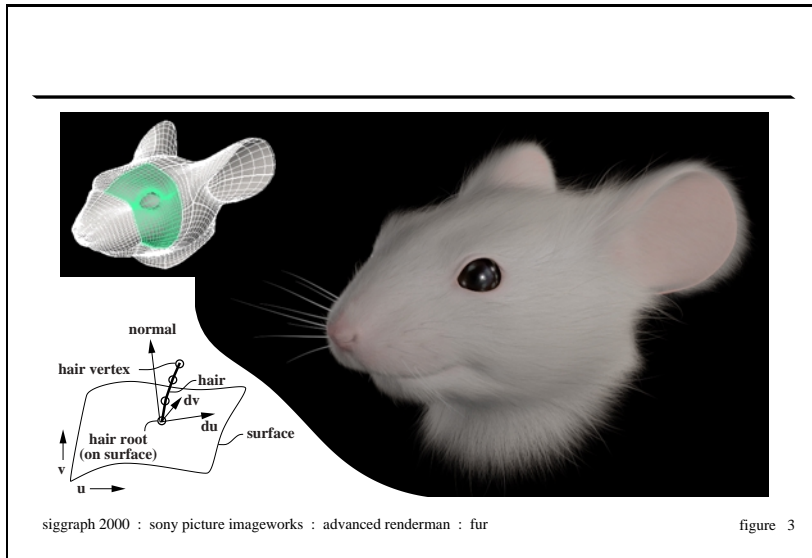 normal
hair vertex
hair
dv
du
hair root
(on surface)
surface
v
u
siggraph 2000 : sony picture imageworks : advanced renderman : fur
figure 3